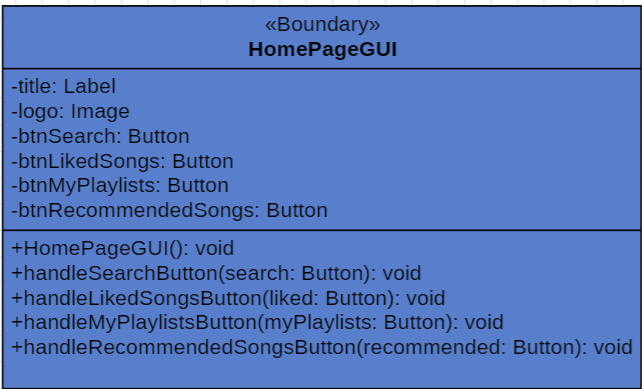 «Boundary»
HomePageGUI
-title: Label
-logo: Image
-btnSearch: Button
-btnLikedSongs: Button
-btnMyPlaylists: Button
-btnRecommendedSongs: Button
+HomePageGUI(): void
+handleSearchButton(search: Button): void
+handleLikedSongsButton(liked: Button): void
+handleMyPlaylistsButton(myPlaylists: Button): void
+handleRecommendedSongsButton(recommended: Button): void